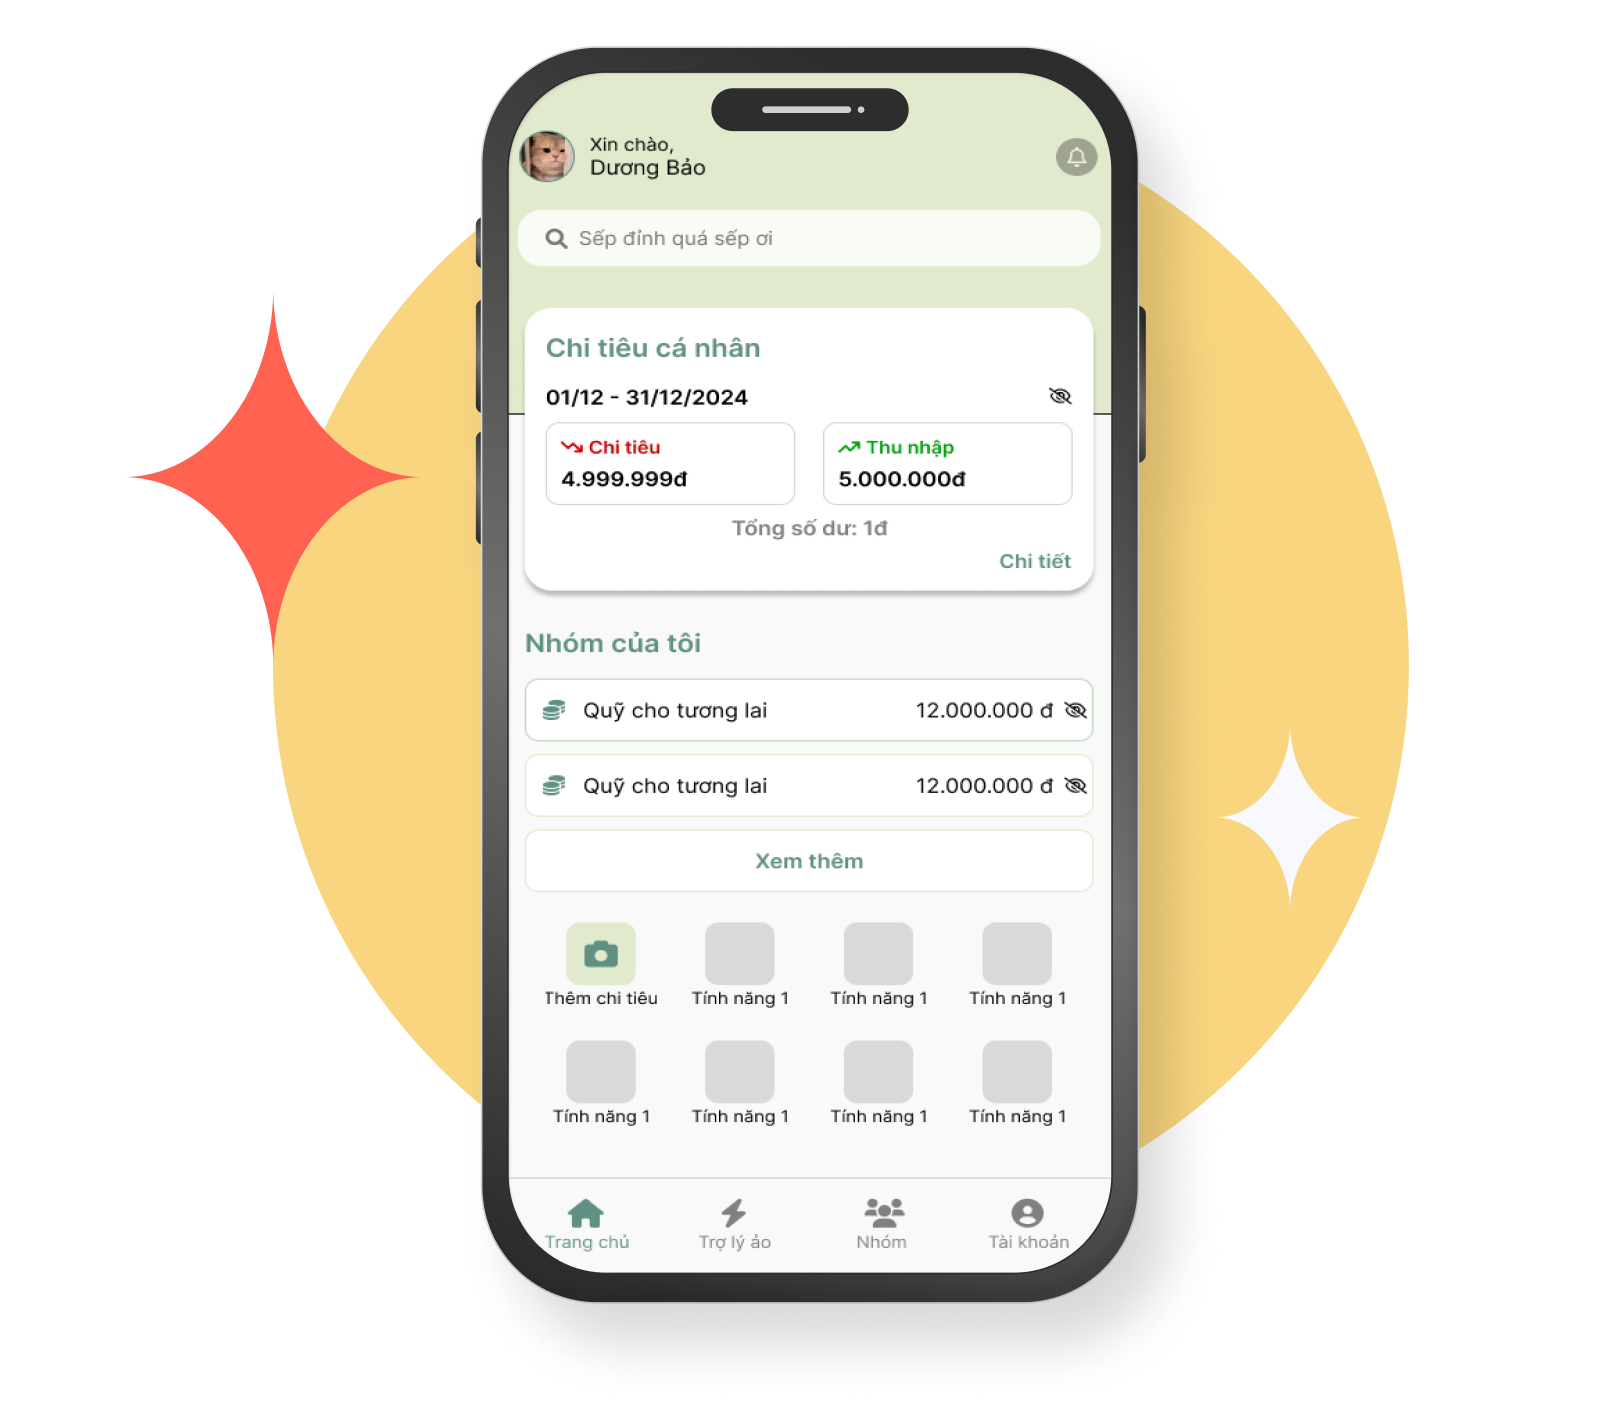 Xin chào,
Dương Bảo
Sếp đỉnh quá sếp ơi
Chi tiêu cá nhân
01/12 - 31/12/2024
Chi tiêu
4.999.999đ
Thu nhập
5.000.000đ
Tổng số dư: 1đ
Chi tiết
Nhóm của tôi
Quỹ cho tương lai 12.000.000 đ
Quỹ cho tương lai 12.000.000 đ
Xem thêm
Thêm chi tiêu Tính năng 1 Tính năng 1 Tính năng 1
Tính năng 1 Tính năng 1 Tính năng 1 Tính năng 1
Trang chủ Trợ lý ảo Nhóm Tài khoản